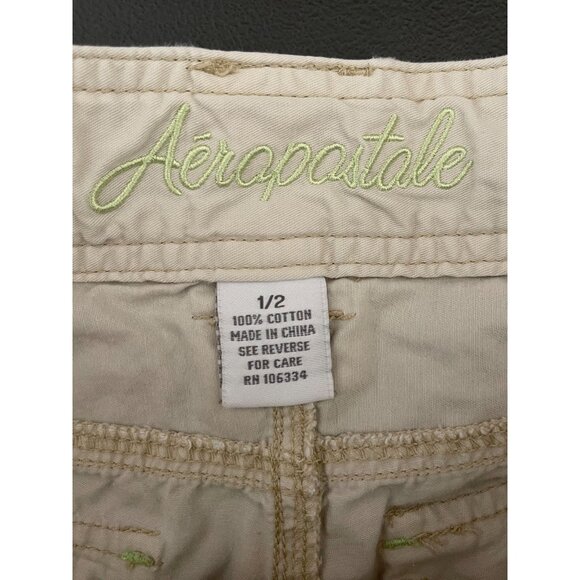 Aéropostale
1/2
100% COTTON
MADE IN CHINA
SEE REVERSE
FOR CARE
RN 106334